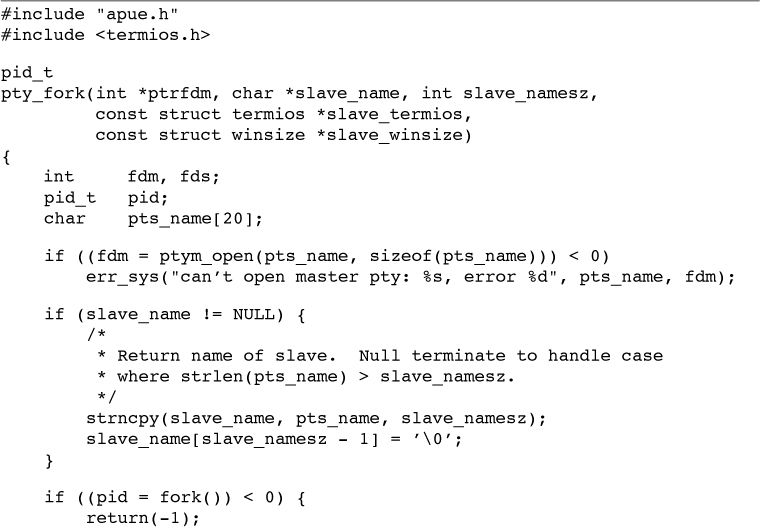 #include "apue.h"
#include <termios.h>
pid_t
pty_fork(int *ptrfdm, char *slave_name, int slave_namesz,
         const struct termios *slave_termios,
         const struct winsize *slave_winsize)
{
    int     fdm, fds;
    pid_t   pid;
    char    pts_name[20];
    if ((fdm = ptym_open(pts_name, sizeof(pts_name))) < 0)
        err_sys("can’t open master pty: %s, error %d", pts_name, fdm);
    if (slave_name != NULL) {
        /*
         * Return name of slave.  Null terminate to handle case
         * where strlen(pts_name) > slave_namesz.
         */
        strncpy(slave_name, pts_name, slave_namesz);
        slave_name[slave_namesz - 1] = ’\0’;
    }
    if ((pid = fork()) < 0) {
        return(-1);